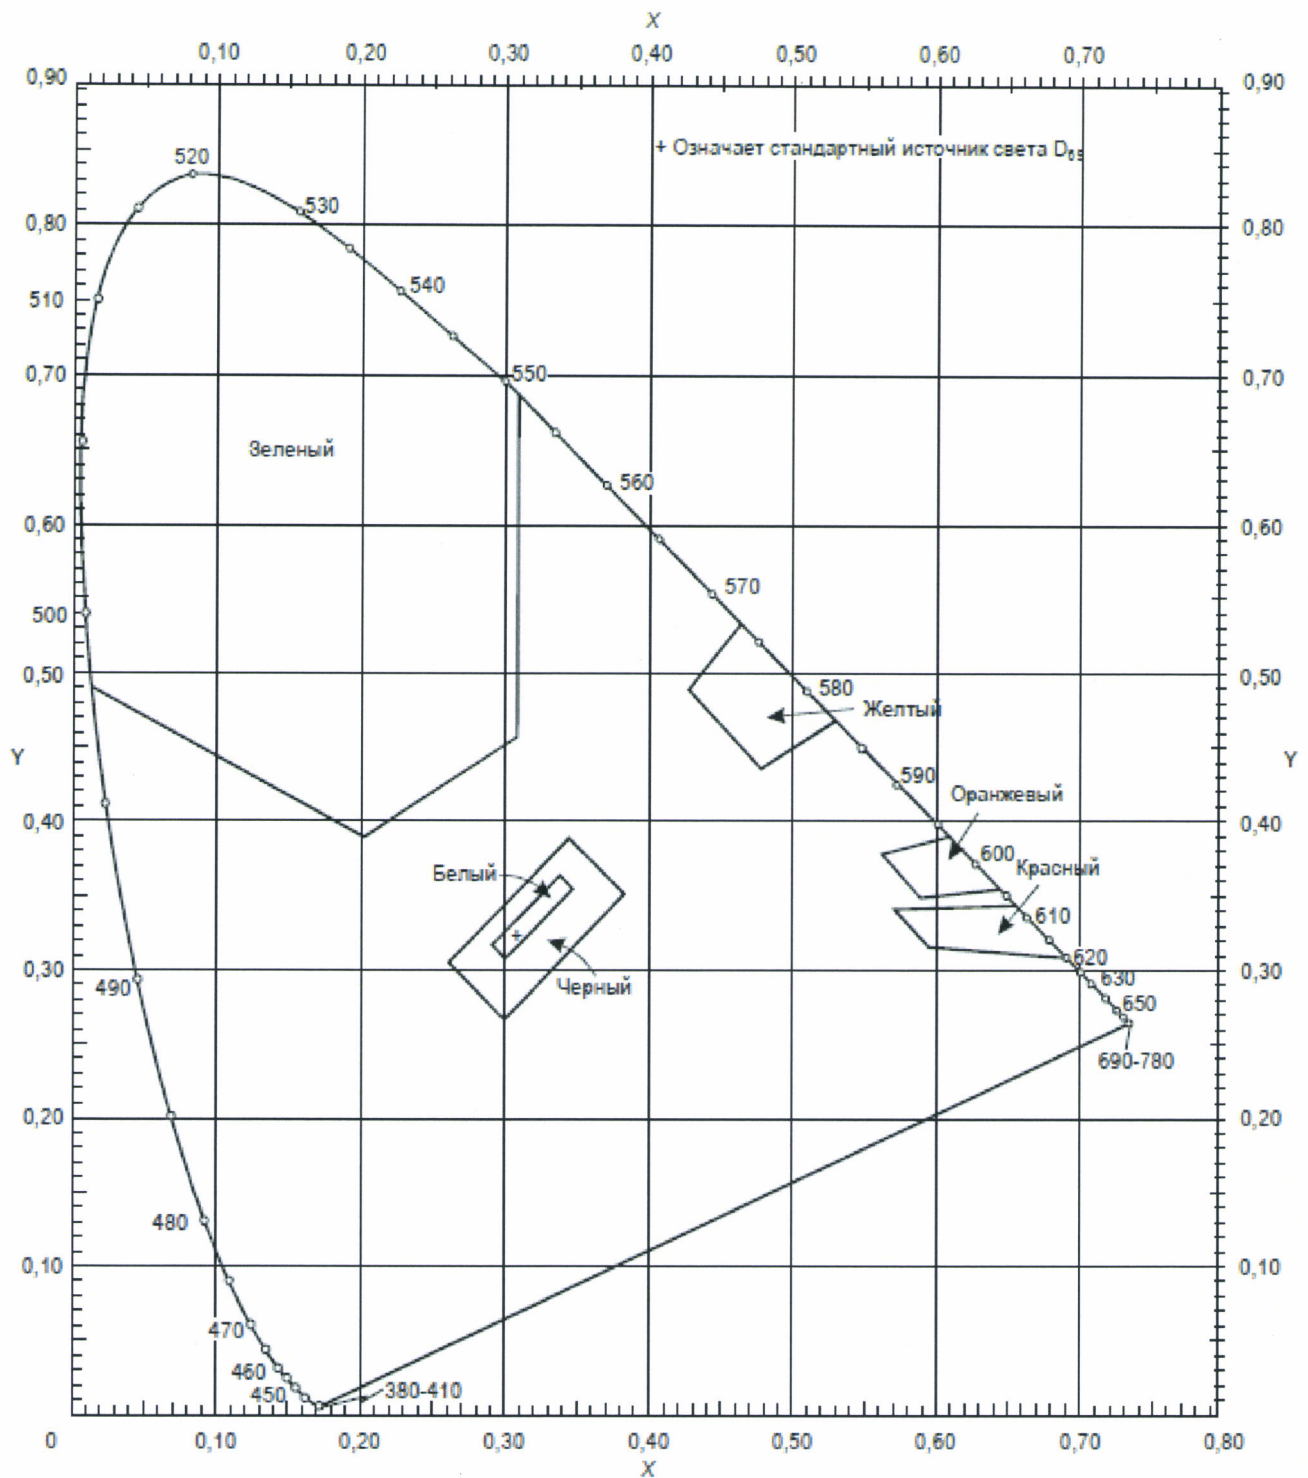 X
0,10 0,20 0,30 0,40 0,50 0,60 0,70
0,90 0,90
+ Означает стандартный источник света D₆₅
520
530
0,80 0,80
540
510
0,70 550 0,70
Зеленый
560
0,60 0,60
570
500
0,50 580 0,50
Желтый
Y Y
590
Оранжевый
0,40 0,40
600
Белый Красный
610
620
0,30 0,30
490 Черный 630
650
690-780
0,20 0,20
480
0,10 0,10
470
460
450 380-410
0 0,10 0,20 0,30 0,40 0,50 0,60 0,70 0,80
X